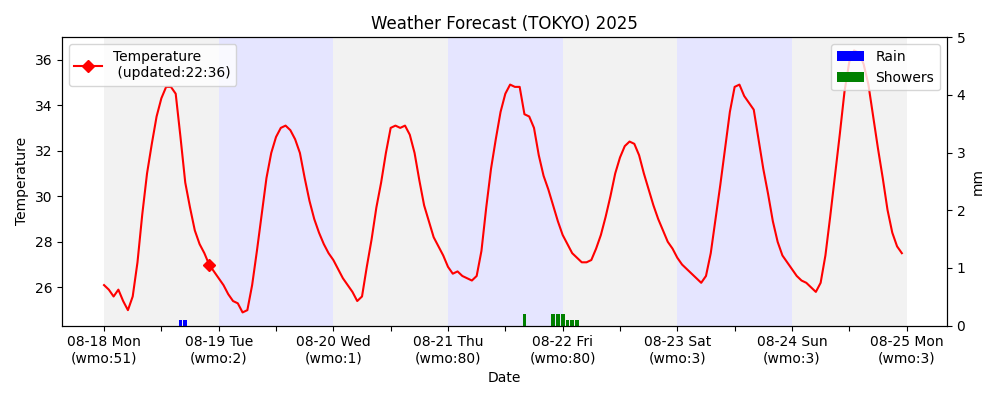 Weather Forecast (TOKYO) 2025
Temperature
(updated:22:36)
Rain
Showers
36
34
32
30
28
26
Temperature
5
4
3
2
1
0
mm
08-18 Mon
(wmo:51)
08-19 Tue
(wmo:2)
08-20 Wed
(wmo:1)
08-21 Thu
(wmo:80)
08-22 Fri
(wmo:80)
08-23 Sat
(wmo:3)
08-24 Sun
(wmo:3)
08-25 Mon
(wmo:3)
Date